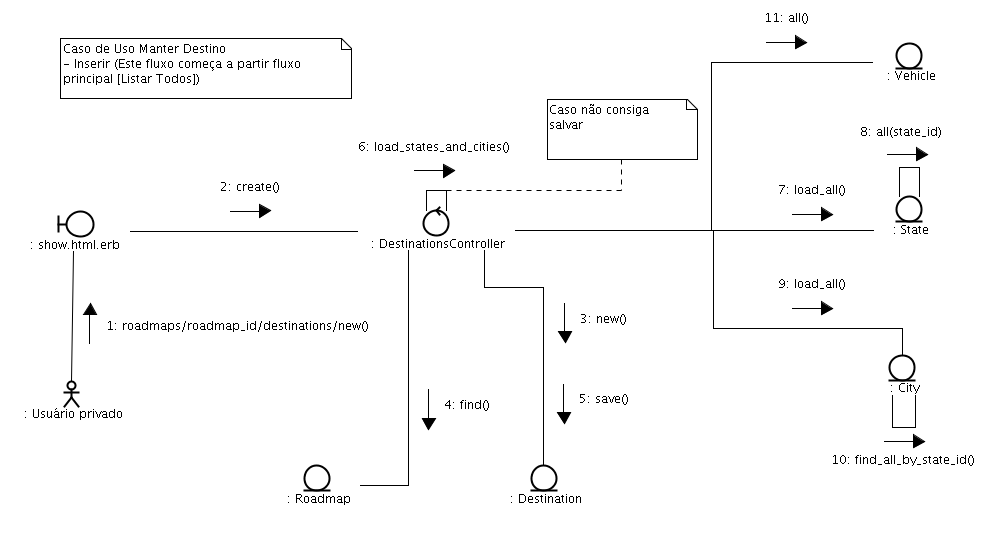 11: all()
Caso de Uso Manter Destino
– Inserir (Este fluxo começa a partir fluxo
principal [Listar Todos])
: Vehicle
Caso não consiga
salvar
8: all(state_id)
6: load_states_and_cities()
2: create()
7: load_all()
: show.html.erb
: DestinationsController
: State
9: load_all()
1: roadmaps/roadmap_id/destinations/new()
3: new()
: City
: Usuário privado
4: find()
5: save()
10: find_all_by_state_id()
: Roadmap
: Destination